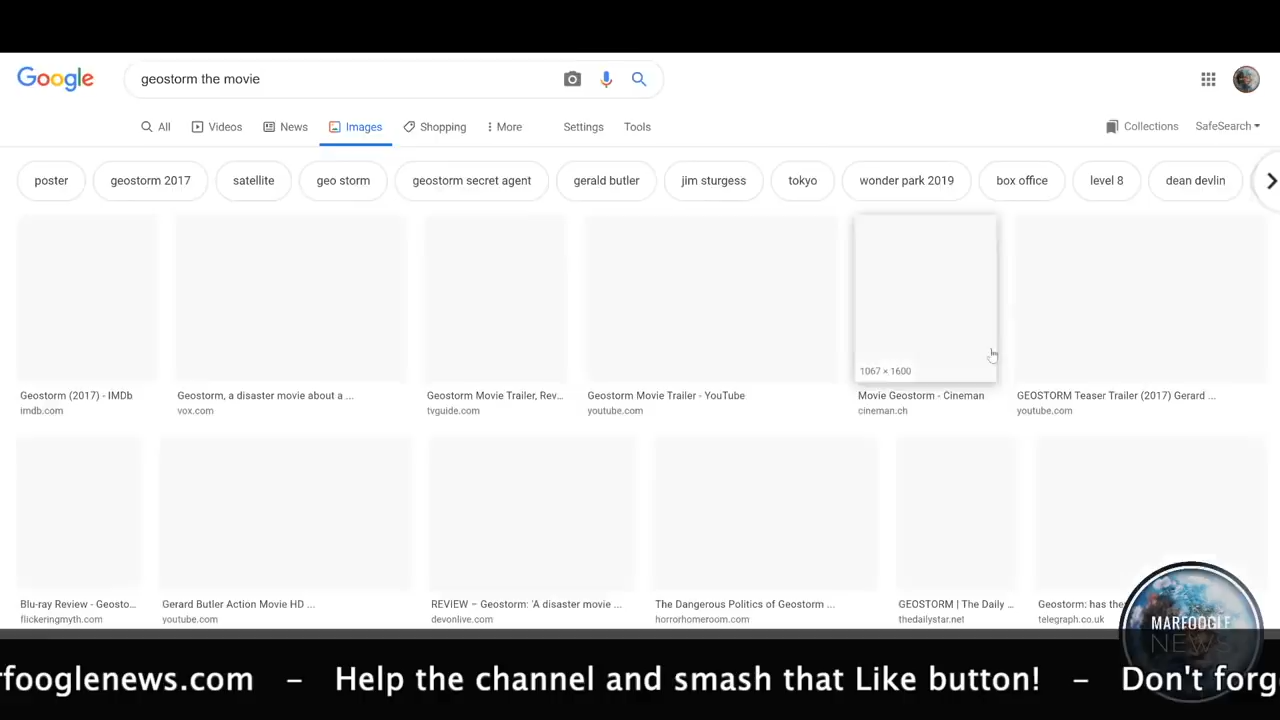 Google
geostorm the movie
All
Videos
News
Images
Shopping
More
Settings
Tools
Collections
SafeSearch
poster
geostorm 2017
satellite
geo storm
geostorm secret agent
gerald butler
jim sturgess
tokyo
wonder park 2019
box office
level 8
dean devlin
1067 × 1600
Geostorm (2017) - IMDb
imdb.com
Geostorm, a disaster movie about a ...
vox.com
Geostorm Movie Trailer, Rev...
tvguide.com
Geostorm Movie Trailer - YouTube
youtube.com
Movie Geostorm - Cineman
cineman.ch
GEOSTORM Teaser Trailer (2017) Gerard ...
youtube.com
Blu-ray Review - Geosto...
flickeringmyth.com
Gerard Butler Action Movie HD ...
youtube.com
REVIEW – Geostorm: 'A disaster movie ...
devonlive.com
The Dangerous Politics of Geostorm ...
horrorhomeroom.com
GEOSTORM | The Daily ...
thedailystar.net
Geostorm: has the
telegraph.co.uk
MARFOOGLE
NEWS
rfooglenews.com – Help the channel and smash that Like button! – Don't forg